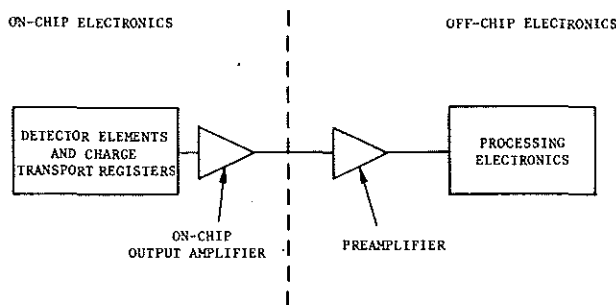 ON-CHIP ELECTRONICS
OFF-CHIP ELECTRONICS
DETECTOR ELEMENTS
AND CHARGE
TRANSPORT REGISTERS
PROCESSING
ELECTRONICS
ON-CHIP
OUTPUT AMPLIFIER
PREAMPLIFIER